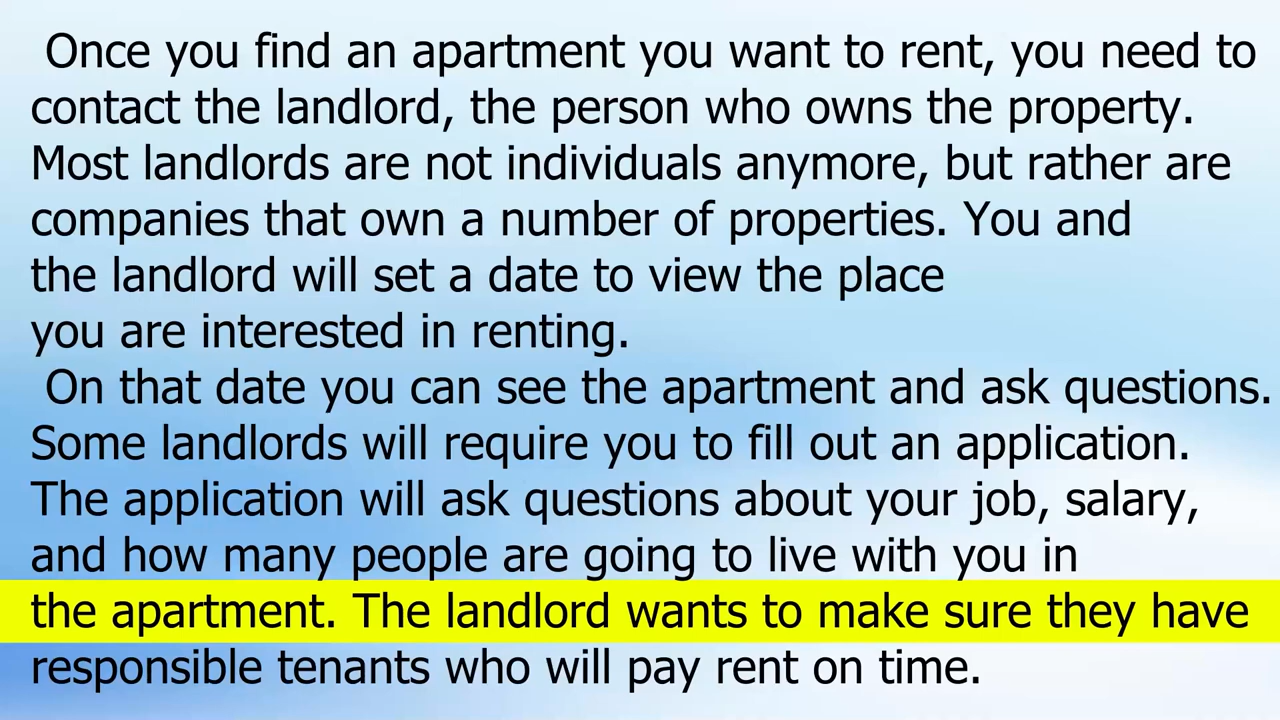 Once you find an apartment you want to rent, you need to
contact the landlord, the person who owns the property.
Most landlords are not individuals anymore, but rather are
companies that own a number of properties. You and
the landlord will set a date to view the place
you are interested in renting.
On that date you can see the apartment and ask questions.
Some landlords will require you to fill out an application.
The application will ask questions about your job, salary,
and how many people are going to live with you in
the apartment. The landlord wants to make sure they have
responsible tenants who will pay rent on time.